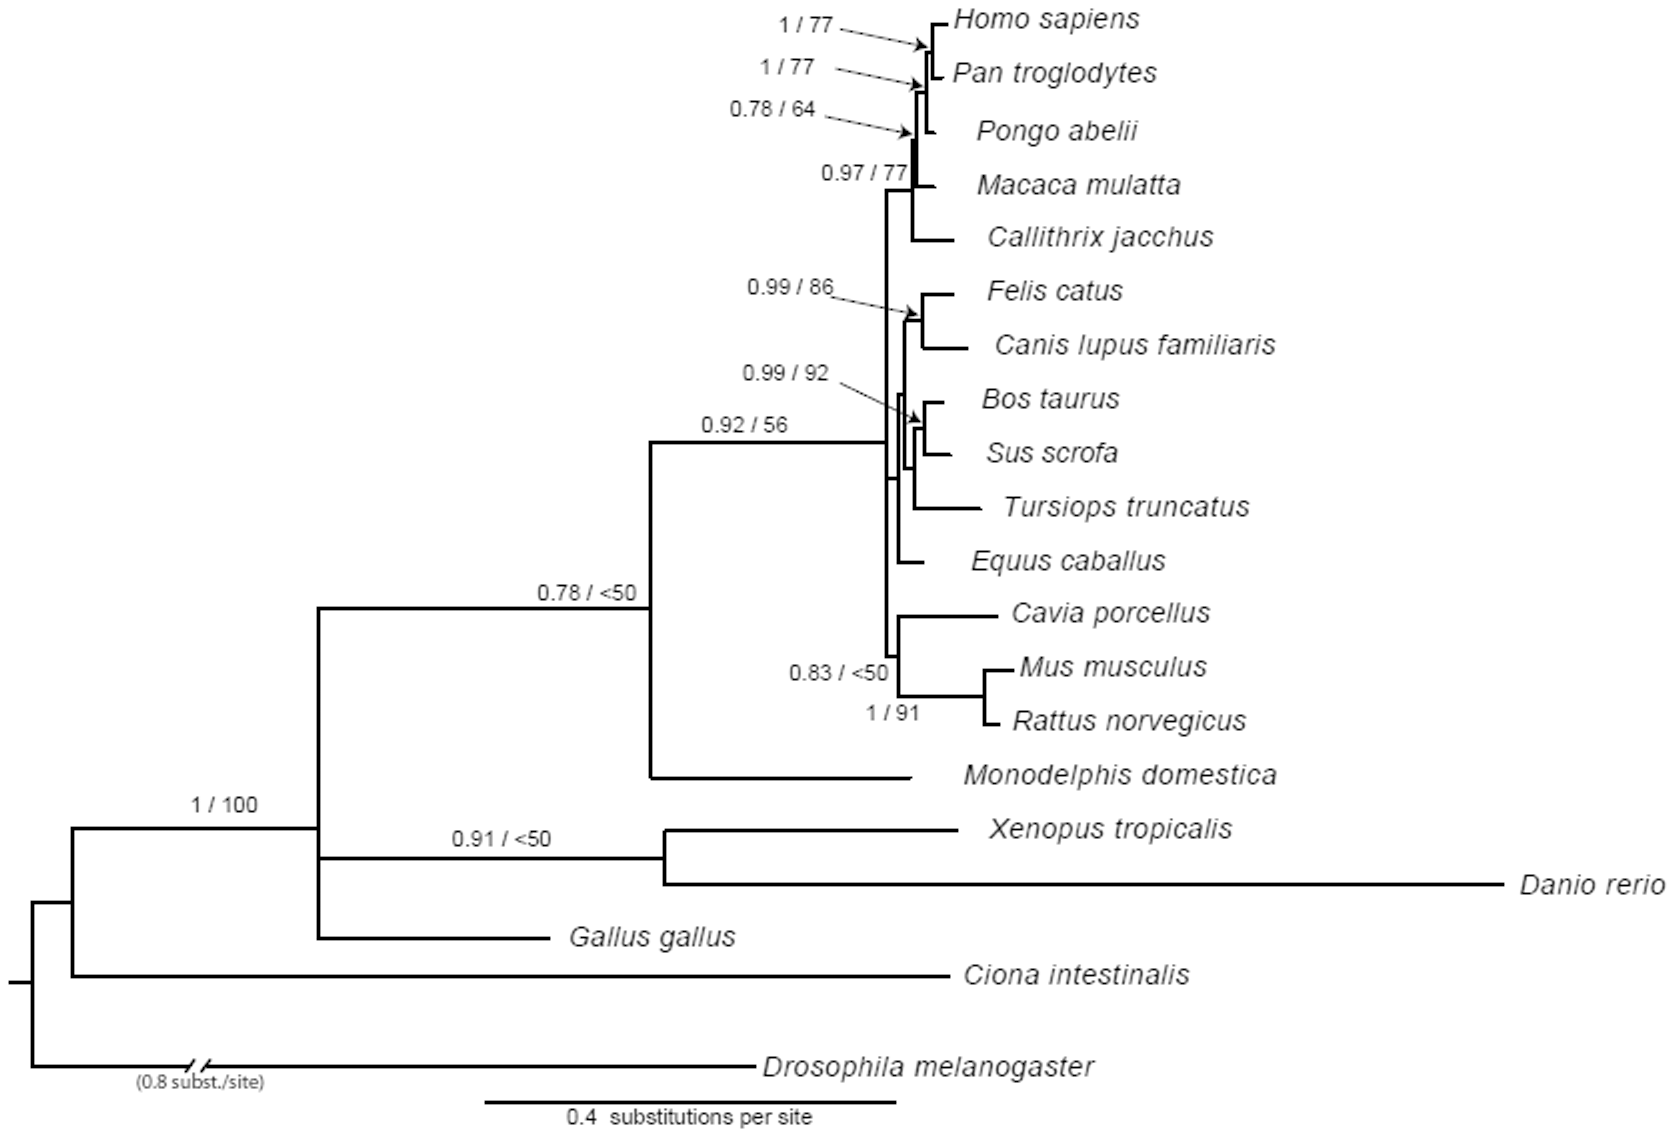 1 / 77
Homo sapiens
1 / 77
Pan troglodytes
0.78 / 64
Pongo abelii
0.97 / 77
Macaca mulatta
Callithrix jacchus
0.99 / 86
Felis catus
Canis lupus familiaris
0.99 / 92
Bos taurus
0.92 / 56
Sus scrofa
Tursiops truncatus
Equus caballus
0.78 / <50
Cavia porcellus
0.83 / <50
Mus musculus
1 / 91
Rattus norvegicus
Monodelphis domestica
1 / 100
0.91 / <50
Xenopus tropicalis
Danio rerio
Gallus gallus
Ciona intestinalis
Drosophila melanogaster
(0.8 subst./site)
0.4 substitutions per site